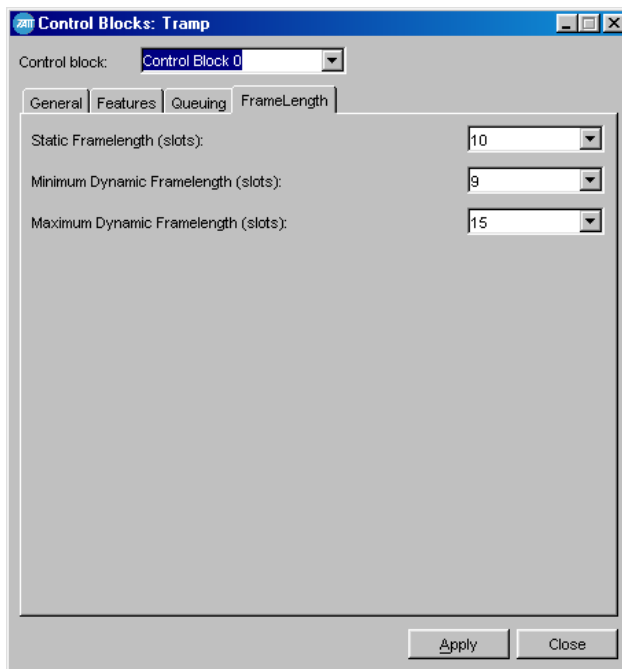 Control Blocks: Tramp
Control block: Control Block 0
General Features Queuing FrameLength
Static Framelength (slots): 10
Minimum Dynamic Framelength (slots): 9
Maximum Dynamic Framelength (slots): 15
Apply Close